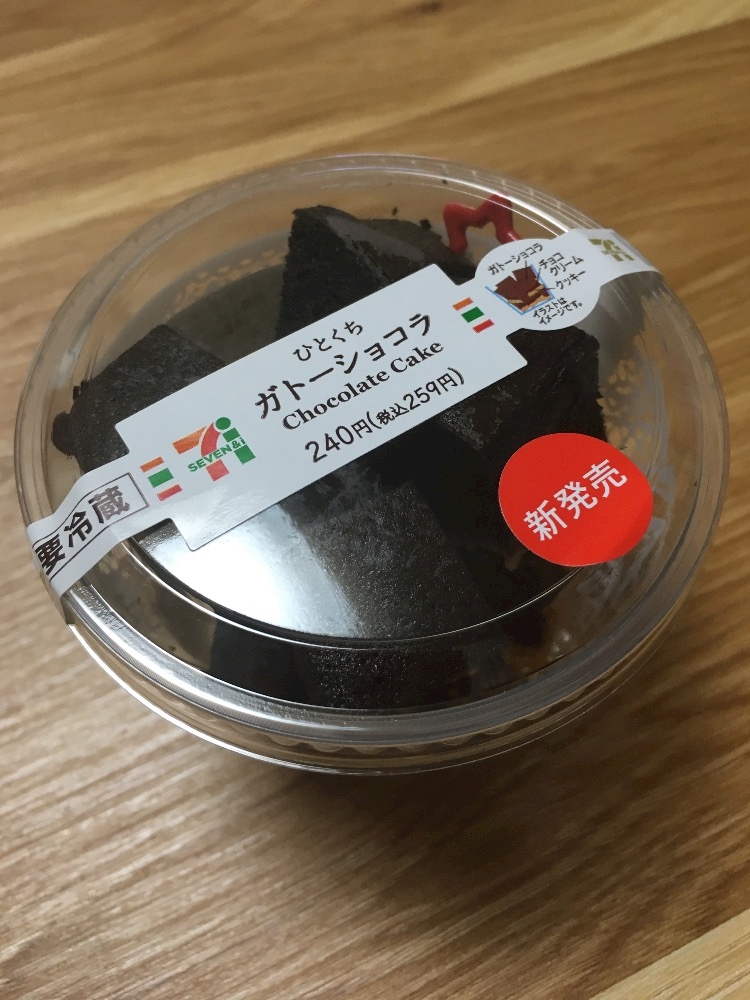 ひとくち
ガトーショコラ
Chocolate Cake
240円(税込259円)
SEVEN&i
要冷蔵
ガトーショコラ
チョコ
クリーム
クッキー
イラストは
イメージです。
新発売